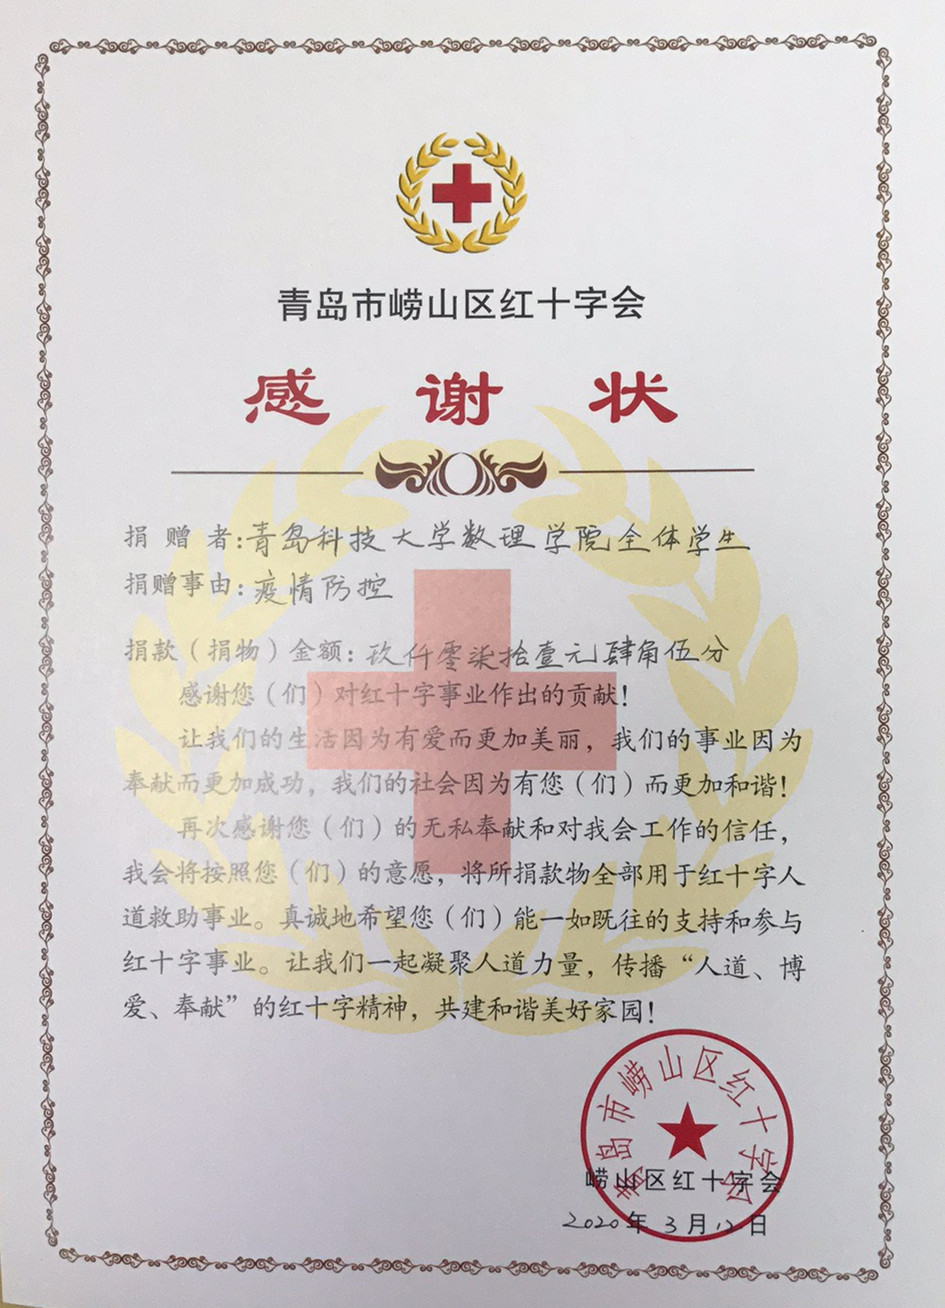 青岛市崂山区红十字会
感谢状
捐赠者:青岛科技大学数理学院全体学生
捐赠事由:疫情防控
捐款（捐物）金额:玖仟零柒拾壹元肆角伍分
感谢您（们）对红十字事业作出的贡献！
让我们的生活因为有爱而更加美丽，我们的事业因为
奉献而更加成功，我们的社会因为有您（们）而更加和谐！
再次感谢您（们）的无私奉献和对我会工作的信任，
我会将按照您（们）的意愿，将所捐款物全部用于红十字人
道救助事业。真诚地希望您（们）能一如既往的支持和参与
红十字事业。让我们一起凝聚人道力量，传播“人道、博
爱、奉献”的红十字精神，共建和谐美好家园！
青岛市崂山区红十字会
崂山区红十字会
2020年3月12日